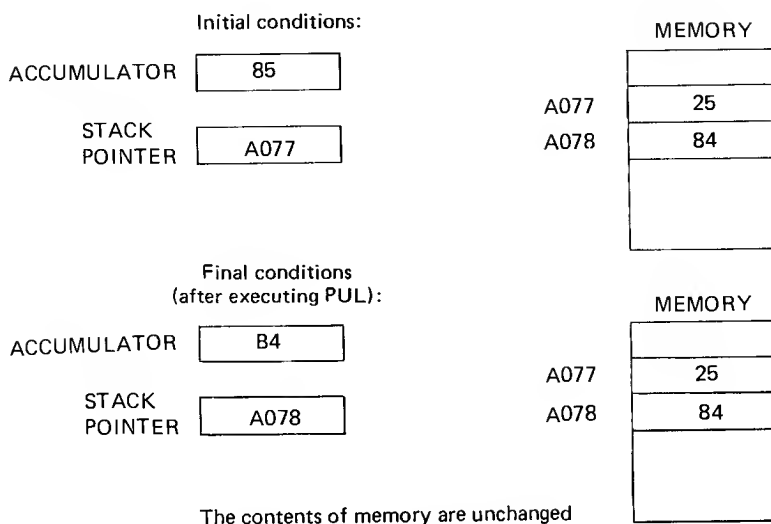 Initial conditions:
MEMORY
ACCUMULATOR 85
A077 25
STACK
POINTER A077
A078 84
Final conditions
(after executing PUL):
MEMORY
ACCUMULATOR B4
A077 25
STACK
POINTER A078
A078 84
The contents of memory are unchanged